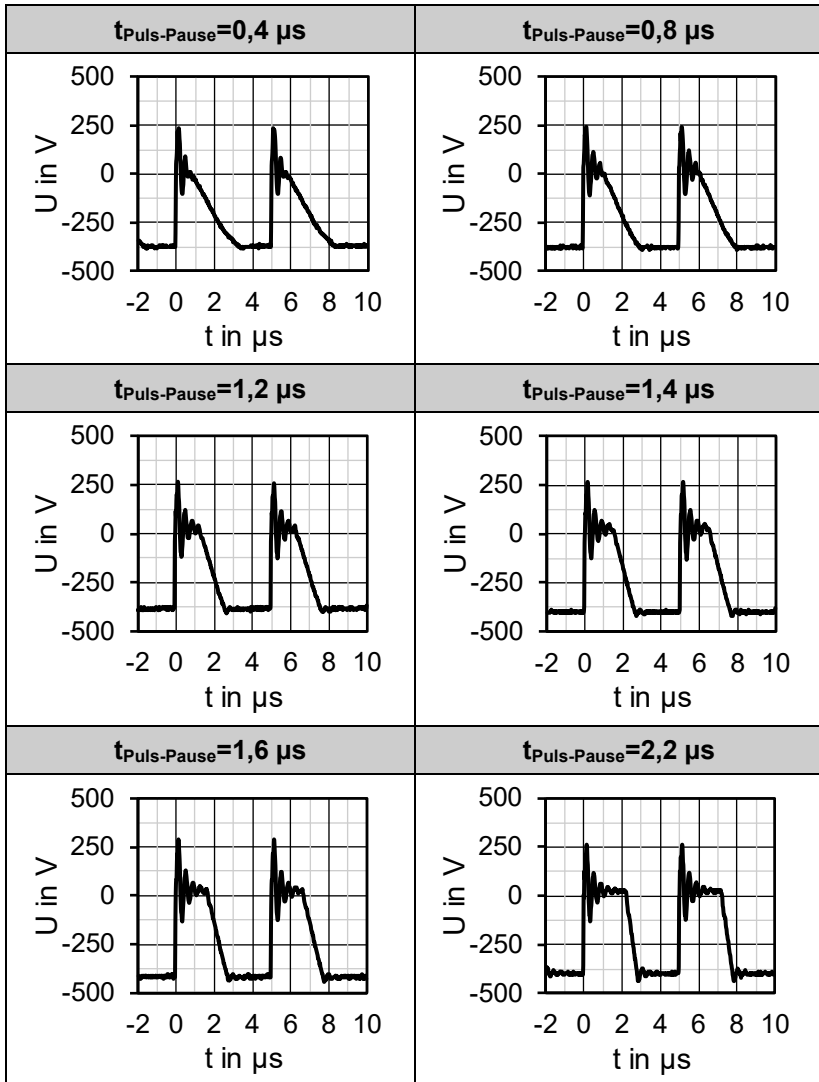 tPuls-Pause=0,4 µs
tPuls-Pause=0,8 µs
500
250
0
-250
-500
U in V
-2 0 2 4 6 8 10
t in µs
500
250
0
-250
-500
U in V
-2 0 2 4 6 8 10
t in µs
tPuls-Pause=1,2 µs
tPuls-Pause=1,4 µs
500
250
0
-250
-500
U in V
-2 0 2 4 6 8 10
t in µs
500
250
0
-250
-500
U in V
-2 0 2 4 6 8 10
t in µs
tPuls-Pause=1,6 µs
tPuls-Pause=2,2 µs
500
250
0
-250
-500
U in V
-2 0 2 4 6 8 10
t in µs
500
250
0
-250
-500
U in V
-2 0 2 4 6 8 10
t in µs